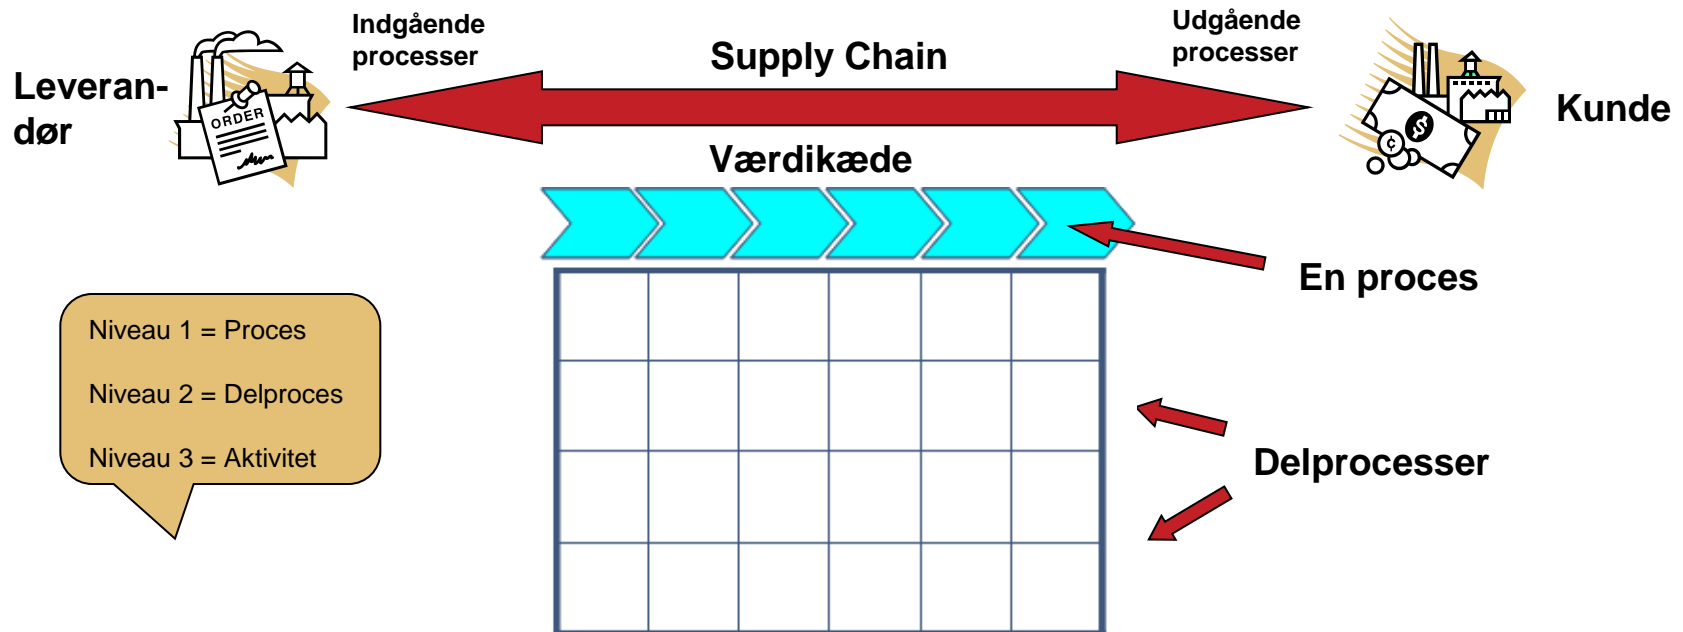 Leveran-
dør
ORDER
Indgående
processer
Supply Chain
Udgående
processer
$
¢
Kunde
Værdikæde
En proces
Niveau 1 = Proces
Niveau 2 = Delproces
Niveau 3 = Aktivitet
Delprocesser